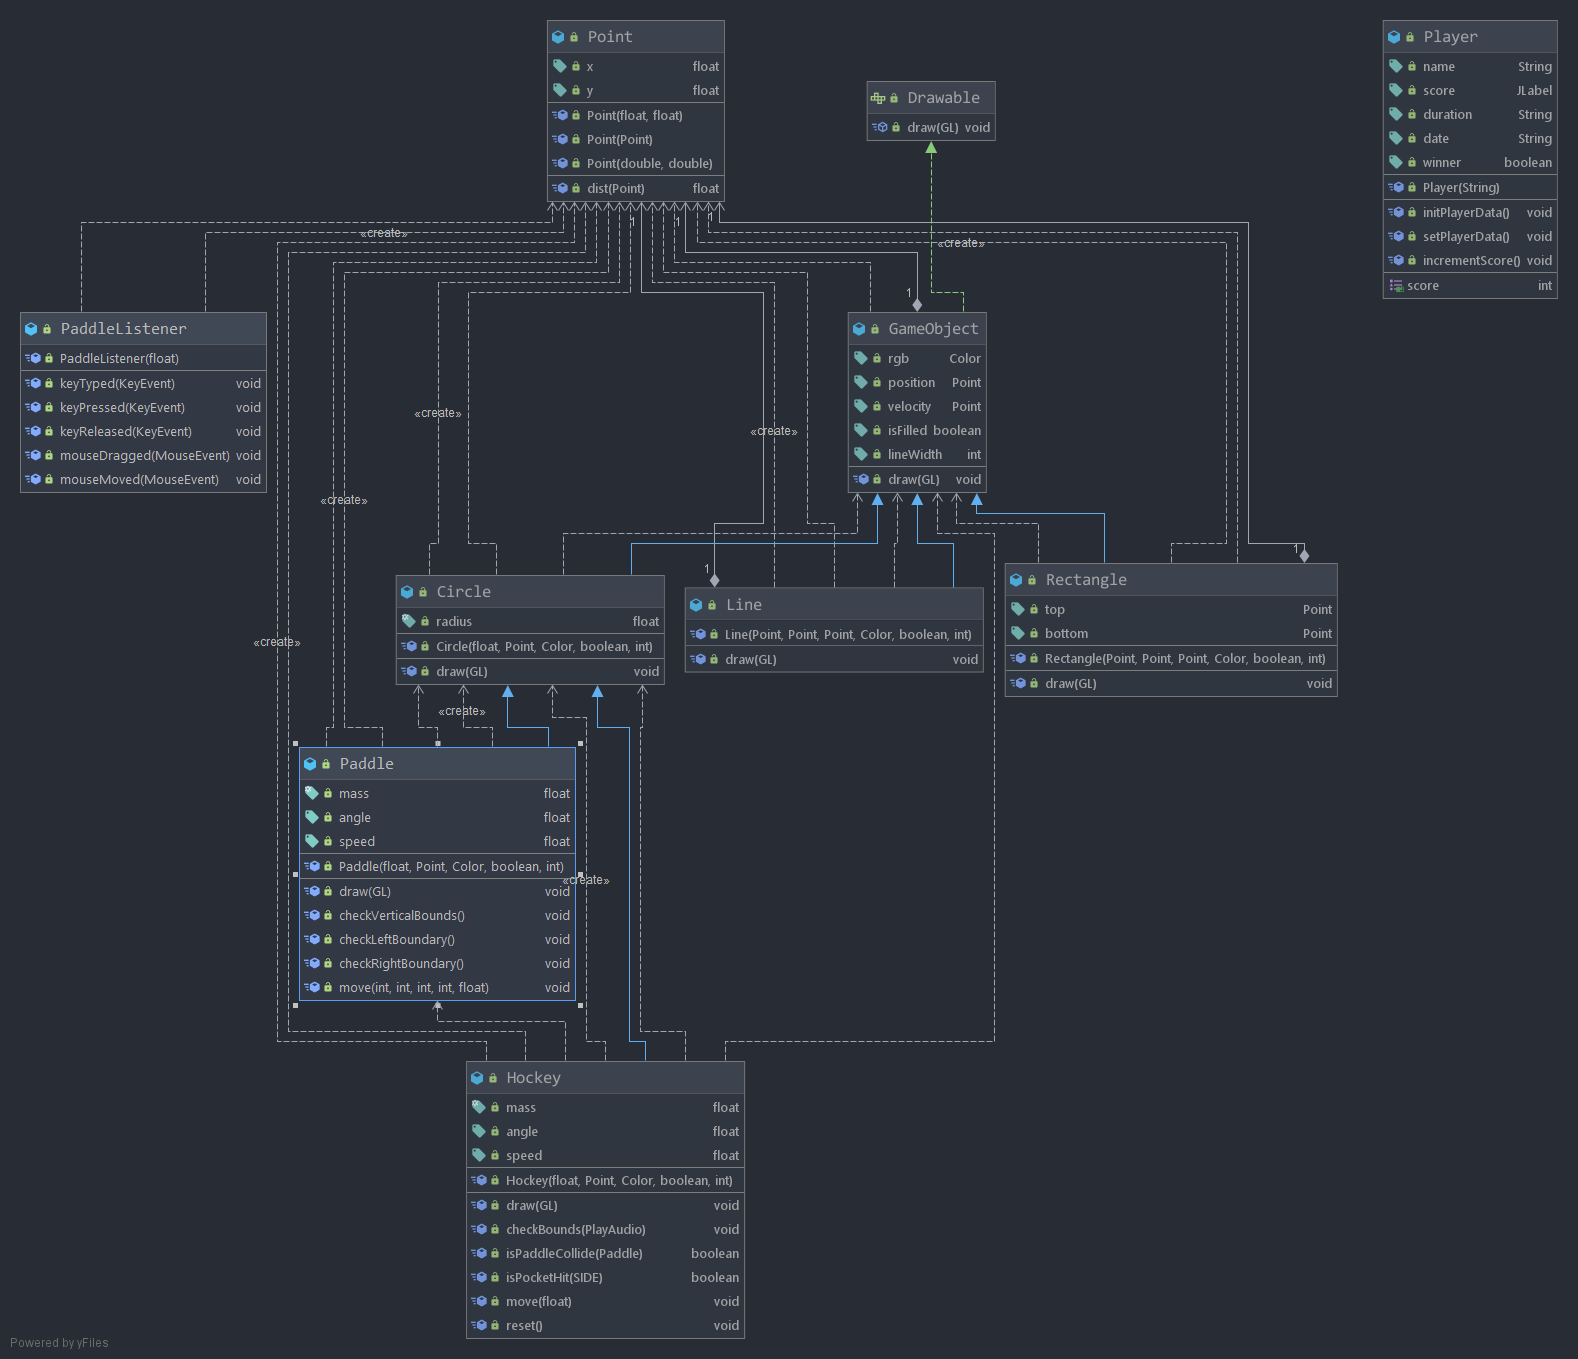 Point
x float
y float
Point(float, float)
Point(Point)
Point(double, double)
dist(Point) float
Drawable
draw(GL) void
Player
name String
score JLabel
duration String
date String
winner boolean
Player(String)
initPlayerData() void
setPlayerData() void
incrementScore() void
score int
1
1
1
«create»
«create»
PaddleListener
PaddleListener(float)
keyTyped(KeyEvent) void
keyPressed(KeyEvent) void
keyReleased(KeyEvent) void
mouseDragged(MouseEvent) void
mouseMoved(MouseEvent) void
1
GameObject
rgb Color
position Point
velocity Point
isFilled boolean
lineWidth int
draw(GL) void
«create»
«create»
«create»
1
1
Circle
radius float
Circle(float, Point, Color, boolean, int)
draw(GL) void
Line
Line(Point, Point, Point, Color, boolean, int)
draw(GL) void
Rectangle
top Point
bottom Point
Rectangle(Point, Point, Point, Color, boolean, int)
draw(GL) void
«create»
«create»
Paddle
mass float
angle float
speed float
Paddle(float, Point, Color, boolean, int)
draw(GL) void
checkVerticalBounds() void
checkLeftBoundary() void
checkRightBoundary() void
move(int, int, int, int, float) void
«create»
Hockey
mass float
angle float
speed float
Hockey(float, Point, Color, boolean, int)
draw(GL) void
checkBounds(PlayAudio) void
isPaddleCollide(Paddle) boolean
isPocketHit(SIDE) boolean
move(float) void
reset() void
Powered by yFiles